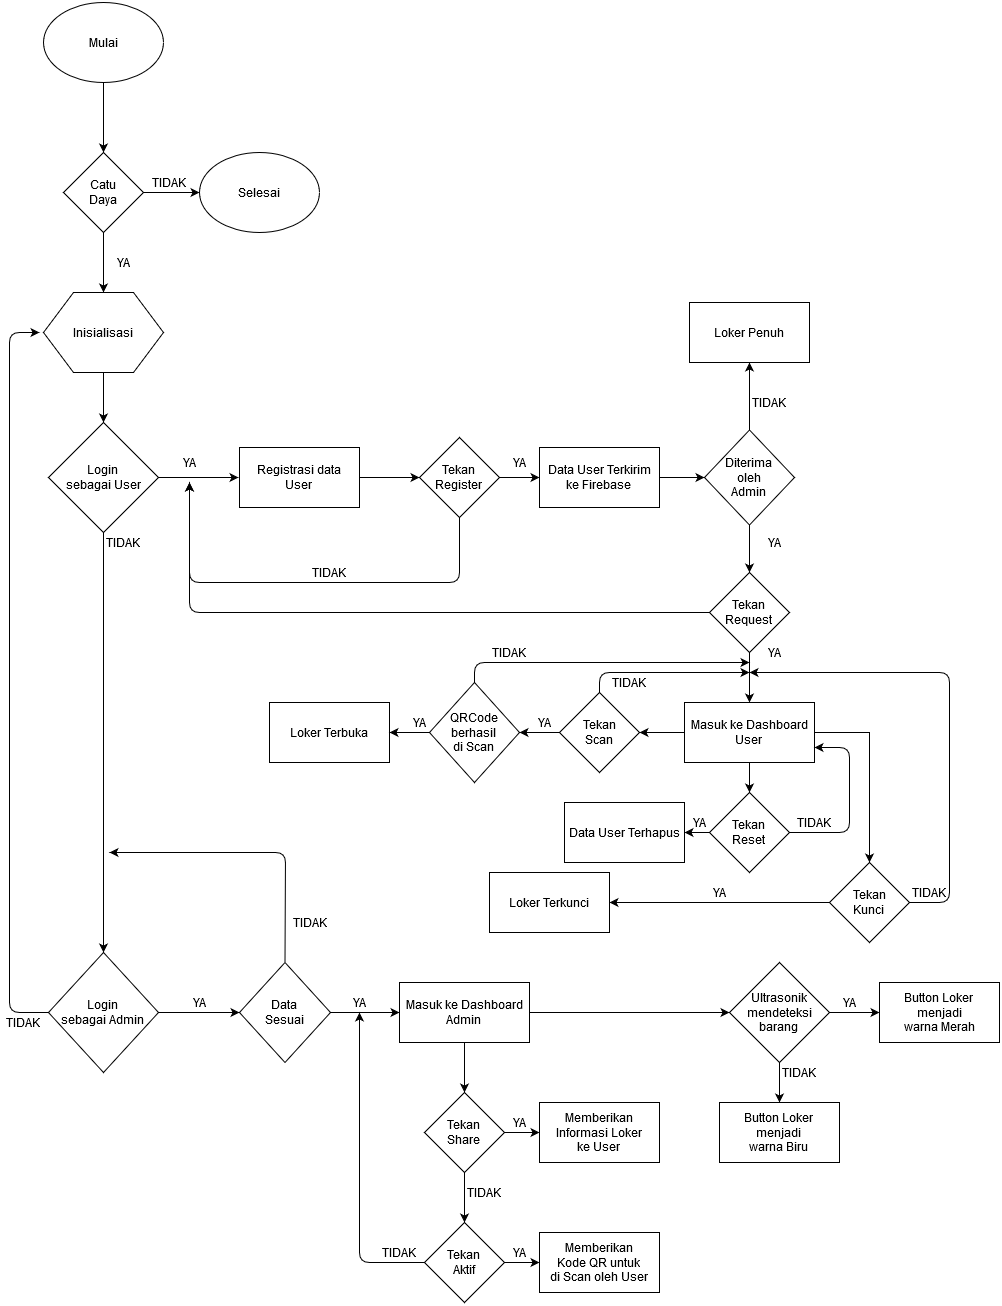 Mulai
Catu
Daya
TIDAK
Selesai
YA
Inisialisasi
Loker Penuh
TIDAK
Login
sebagai User
YA
Registrasi data
User
Tekan
Register
YA
Data User Terkirim
ke Firebase
Diterima
oleh
Admin
TIDAK
TIDAK
YA
Tekan
Request
YA
TIDAK
TIDAK
Loker Terbuka
YA
QRCode
berhasil
di Scan
YA
Tekan
Scan
Masuk ke Dashboard
User
Data User Terhapus
YA
Tekan
Reset
TIDAK
Loker Terkunci
YA
Tekan
Kunci
TIDAK
TIDAK
Login
sebagai Admin
TIDAK
YA
Data
Sesuai
YA
Masuk ke Dashboard
Admin
Ultrasonik
mendeteksi
barang
YA
Button Loker
menjadi
warna Merah
TIDAK
Button Loker
menjadi
warna Biru
Tekan
Share
YA
Memberikan
Informasi Loker
ke User
TIDAK
TIDAK
Tekan
Aktif
YA
Memberikan
Kode QR untuk
di Scan oleh User